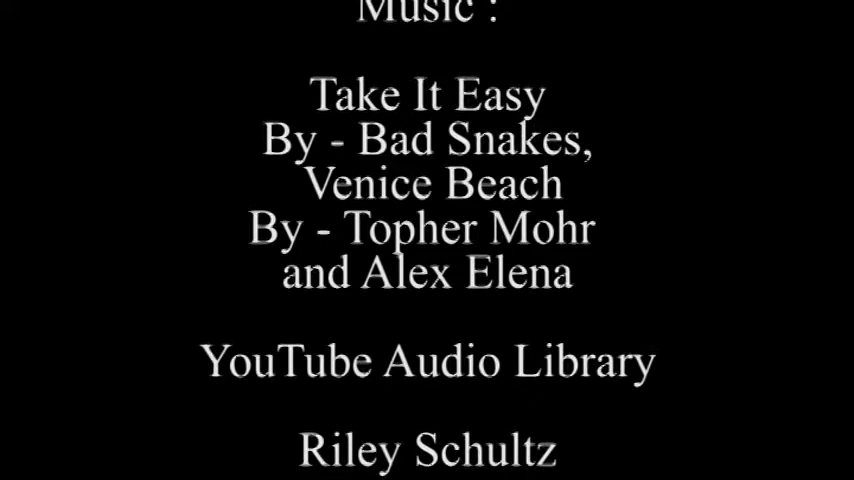 Music :
Take It Easy
By - Bad Snakes,
Venice Beach
By - Topher Mohr
and Alex Elena
YouTube Audio Library
Riley Schultz